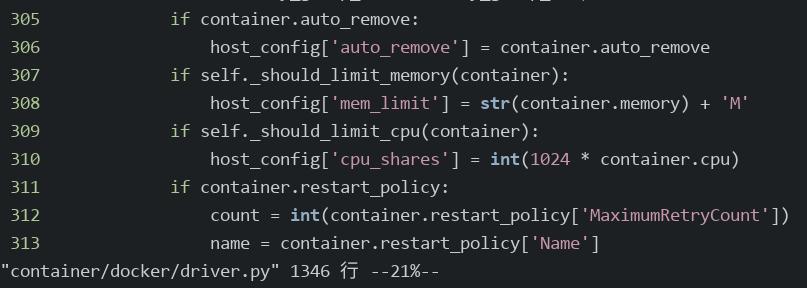 305             if container.auto_remove:
306                 host_config['auto_remove'] = container.auto_remove
307             if self._should_limit_memory(container):
308                 host_config['mem_limit'] = str(container.memory) + 'M'
309             if self._should_limit_cpu(container):
310                 host_config['cpu_shares'] = int(1024 * container.cpu)
311             if container.restart_policy:
312                 count = int(container.restart_policy['MaximumRetryCount'])
313                 name = container.restart_policy['Name']
"container/docker/driver.py" 1346 行 --21%--